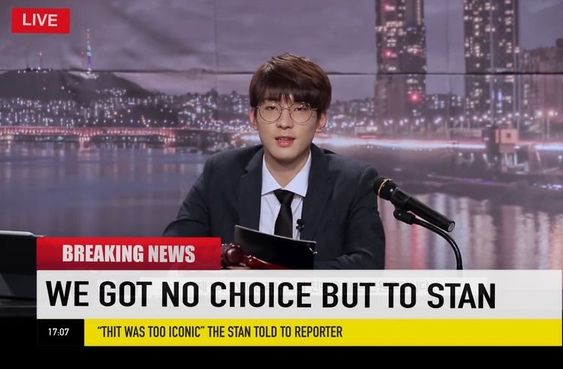 LIVE
BREAKING NEWS
WE GOT NO CHOICE BUT TO STAN
17:07
“THIT WAS TOO ICONIC” THE STAN TOLD TO REPORTER